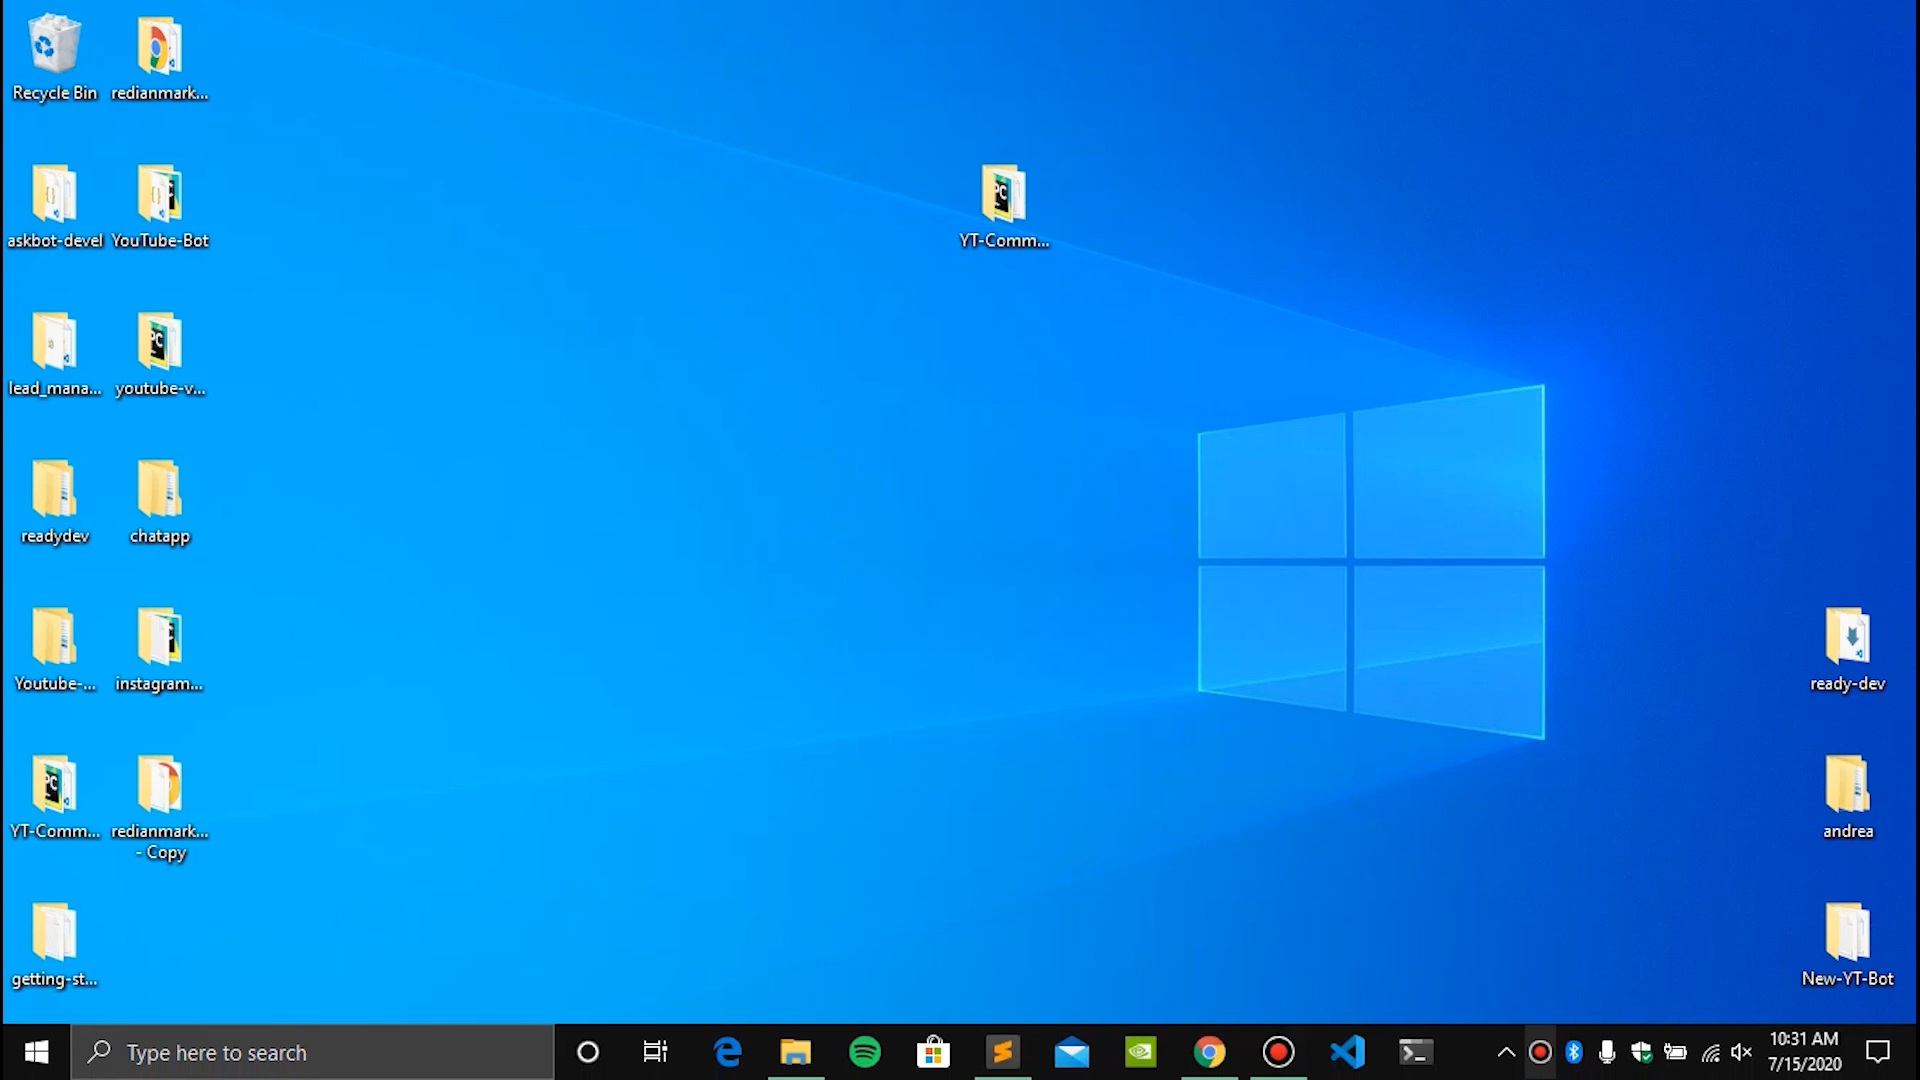 Recycle Bin
redianmark...
askbot-devel
YouTube-Bot
YT-Comm...
lead_mana...
youtube-v...
readydev
chatapp
Youtube-...
instagram...
ready-dev
YT-Comm...
redianmark...
- Copy
andrea
getting-st...
New-YT-Bot
Type here to search
10:31 AM
7/15/2020